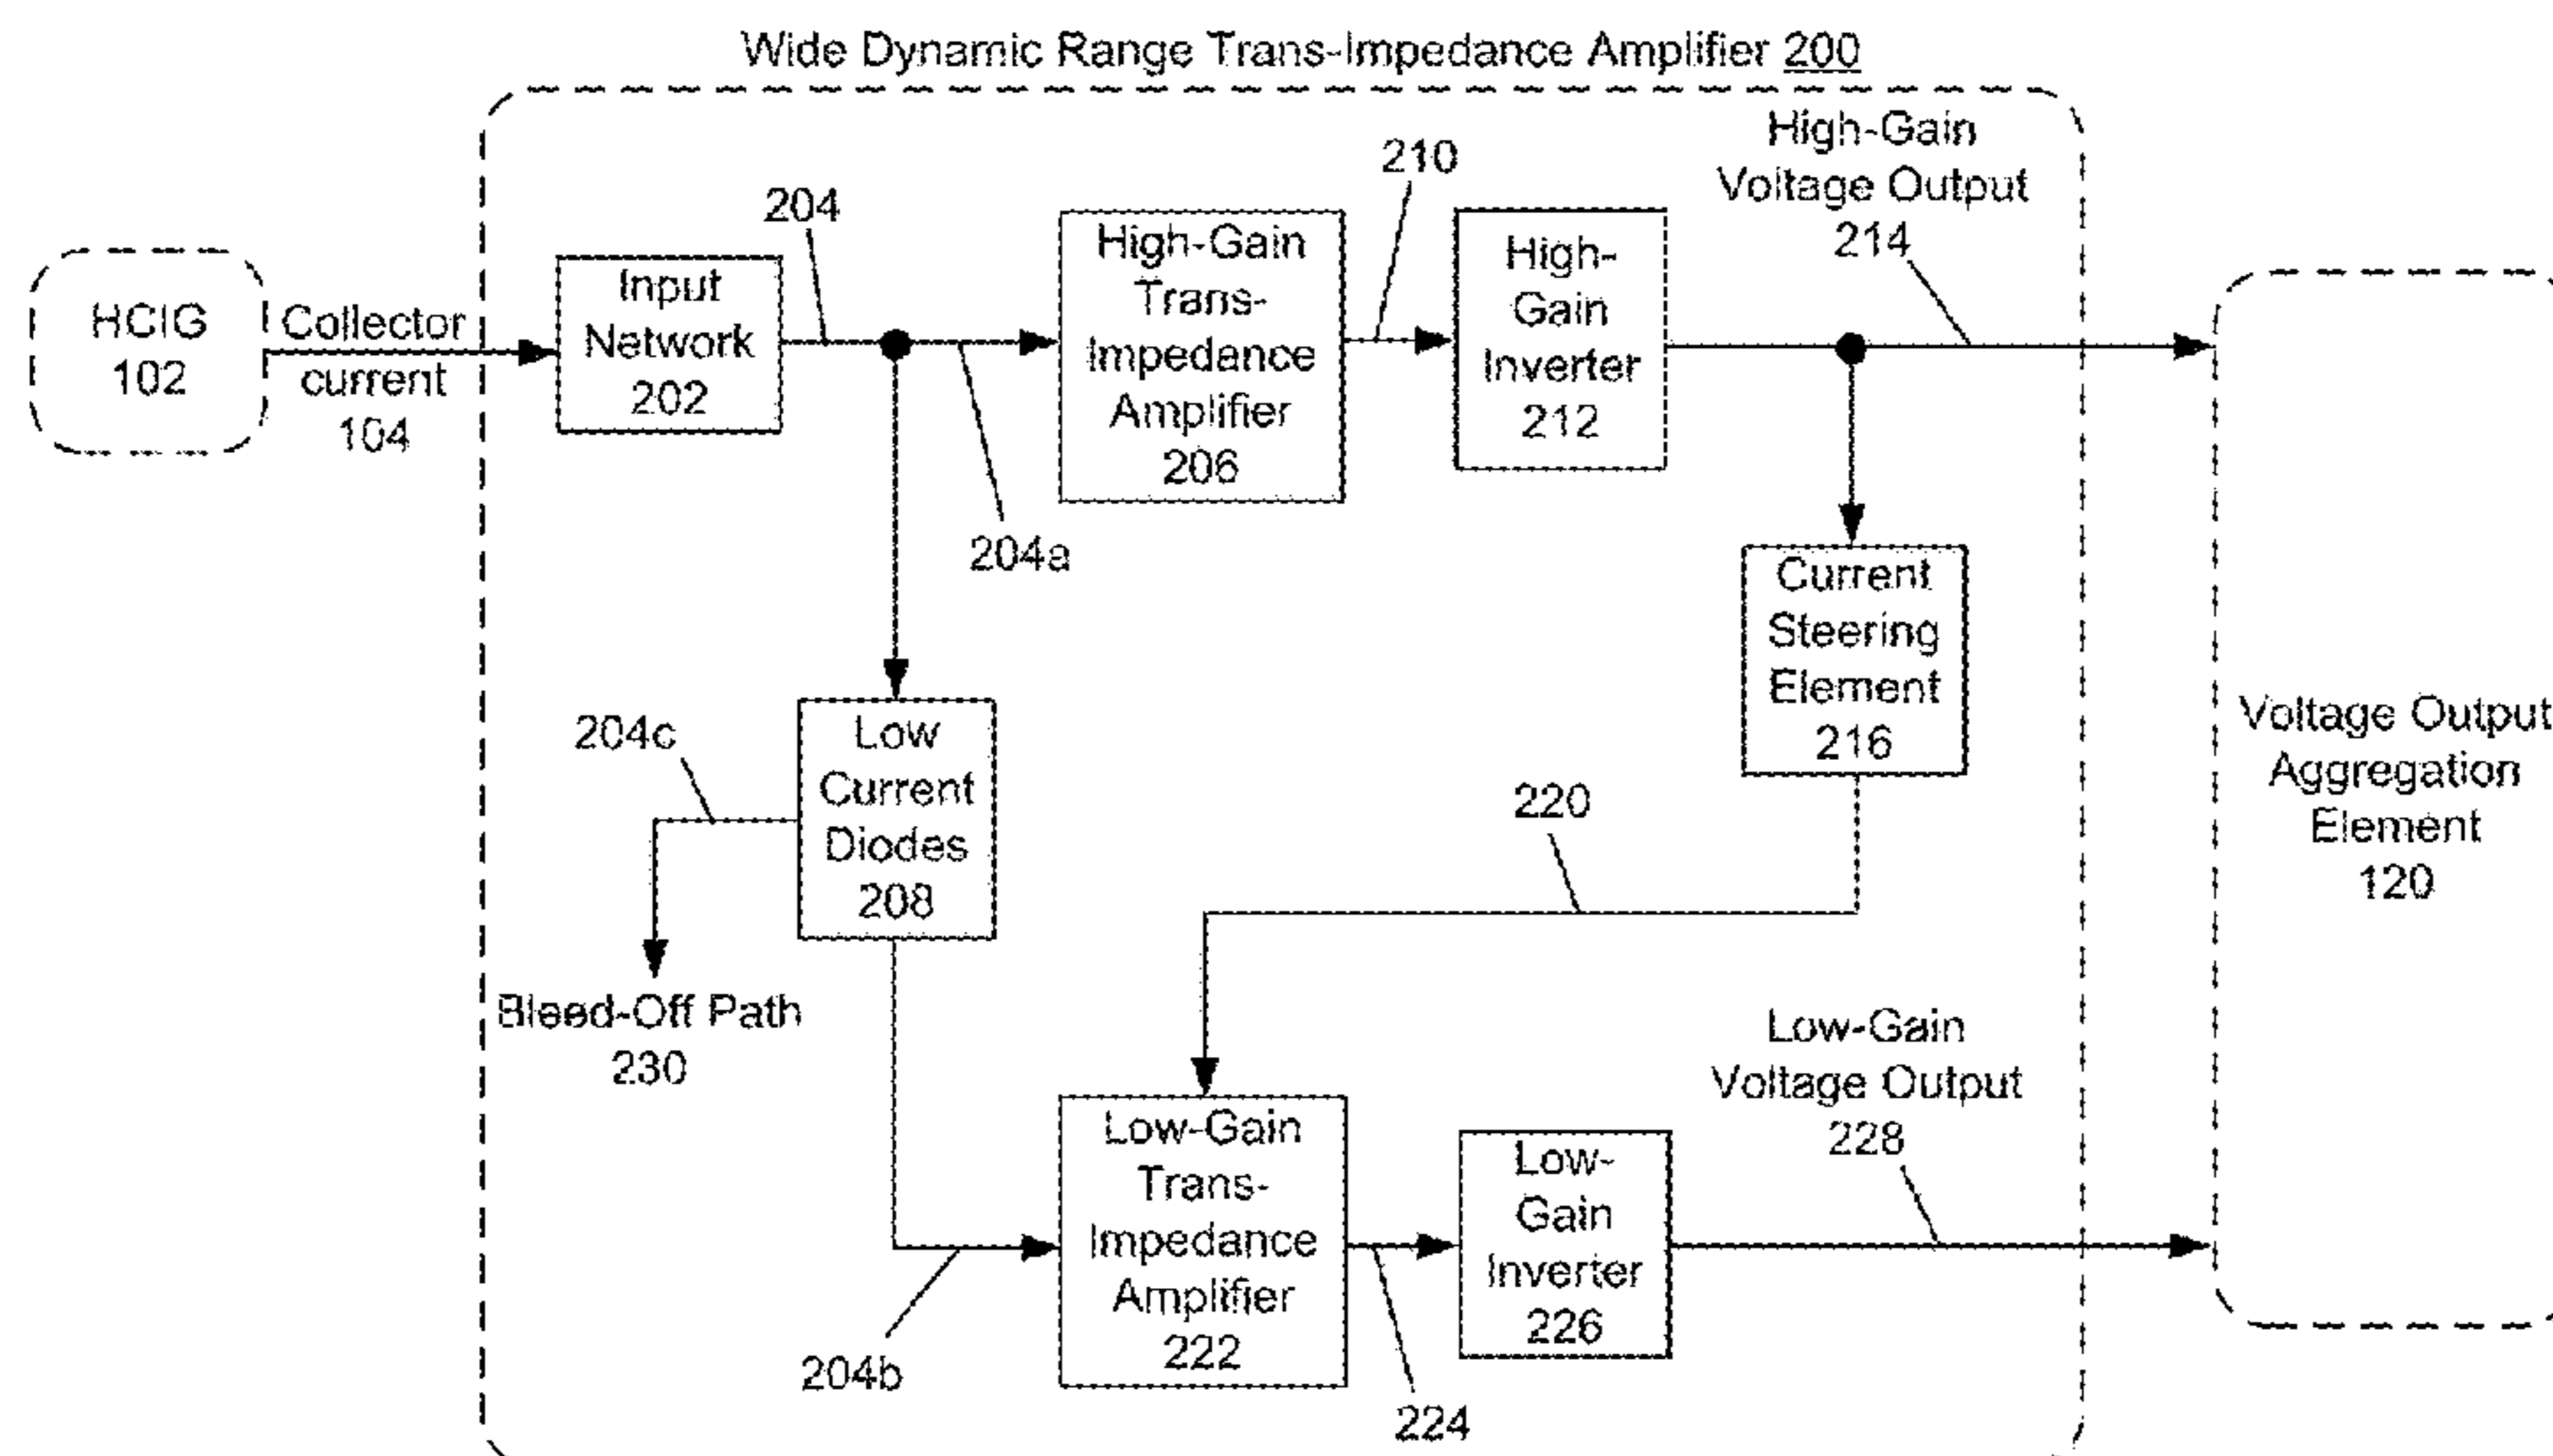 Wide Dynamic Range Trans-Impedance Amplifier 200
HCIG
102
Collector
current
104
Input
Network
202
204
204a
High-Gain
Trans-
Impedance
Amplifier
206
210
High-
Gain
Inverter
212
High-Gain
Voltage Output
214
Current
Steering
Element
216
Voltage Output
Aggregation
Element
120
204c
Low
Current
Diodes
208
220
Bleed-Off Path
230
204b
Low-Gain
Trans-
Impedance
Amplifier
222
224
Low-
Gain
Inverter
226
Low-Gain
Voltage Output
228